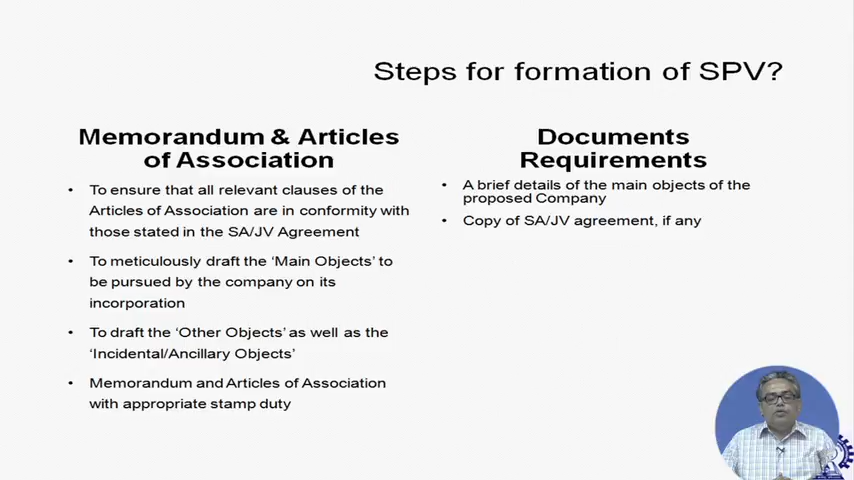 Steps for formation of SPV?
Memorandum & Articles
of Association
• To ensure that all relevant clauses of the
Articles of Association are in conformity with
those stated in the SA/JV Agreement
• To meticulously draft the ‘Main Objects’ to
be pursued by the company on its
incorporation
• To draft the ‘Other Objects’ as well as the
‘Incidental/Ancillary Objects’
• Memorandum and Articles of Association
with appropriate stamp duty
Documents
Requirements
• A brief details of the main objects of the
proposed Company
• Copy of SA/JV agreement, if any